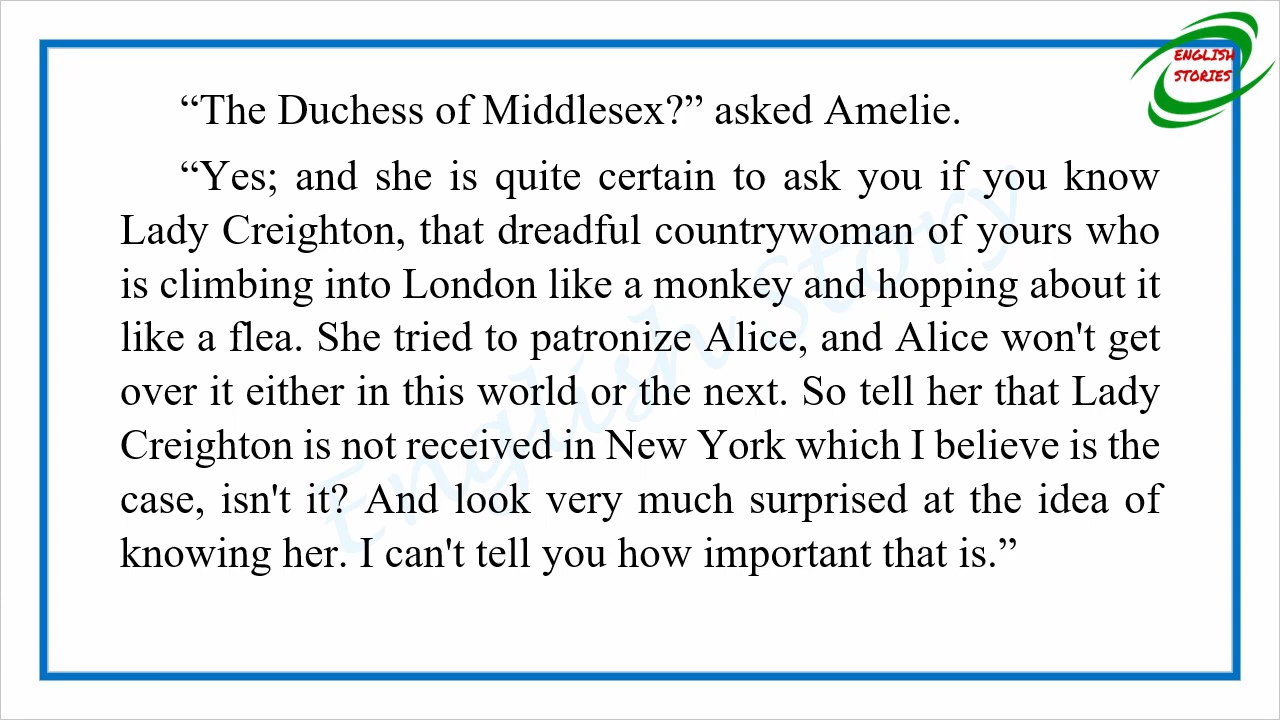 ENGLISH
STORIES
“The Duchess of Middlesex?” asked Amelie.
“Yes; and she is quite certain to ask you if you know
Lady Creighton, that dreadful countrywoman of yours who
is climbing into London like a monkey and hopping about it
like a flea. She tried to patronize Alice, and Alice won't get
over it either in this world or the next. So tell her that Lady
Creighton is not received in New York which I believe is the
case, isn't it? And look very much surprised at the idea of
knowing her. I can't tell you how important that is.”
English Story